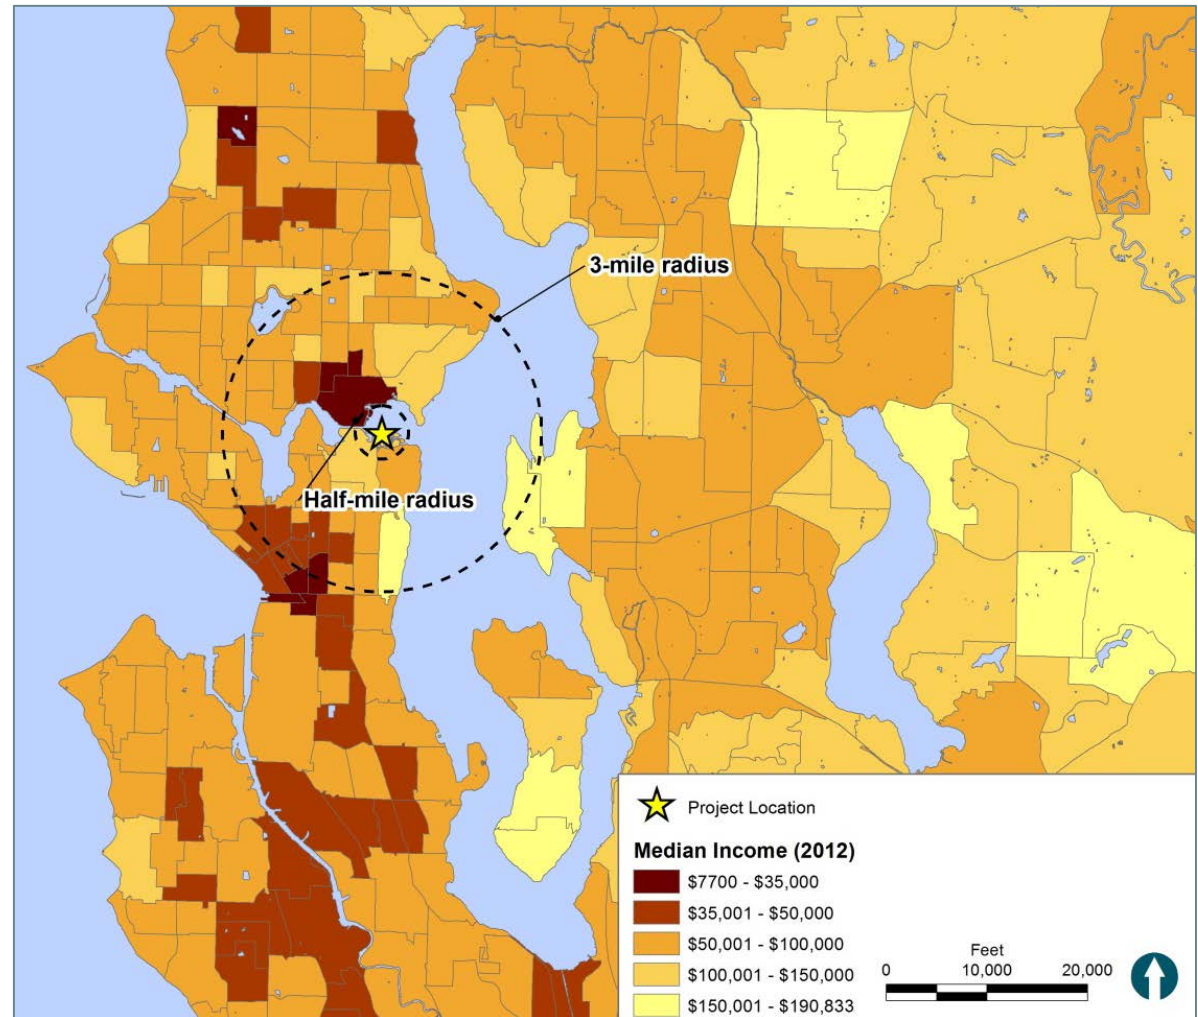 3-mile radius
Half-mile radius
Project Location
Median Income (2012)
$7700 - $35,000
$35,001 - $50,000
$50,001 - $100,000
$100,001 - $150,000
$150,001 - $190,833
Feet
0 10,000 20,000